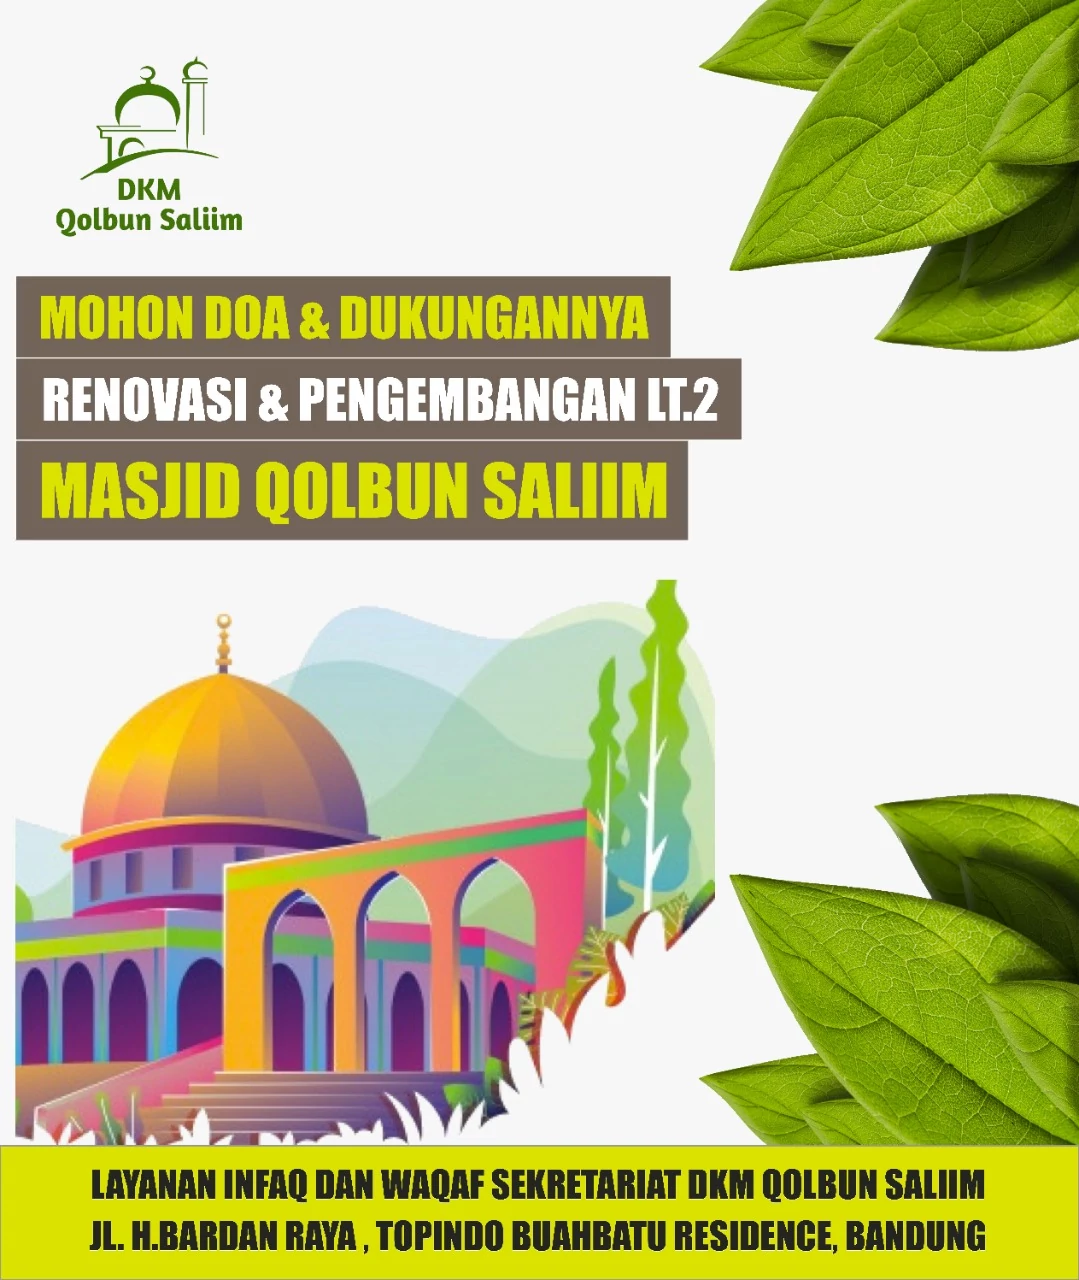 DKM
Qolbun Saliim
MOHON DOA & DUKUNGANNYA
RENOVASI & PENGEMBANGAN LT.2
MASJID QOLBUN SALIIM
LAYANAN INFAQ DAN WAQAF SEKRETARIAT DKM QOLBUN SALIIM
JL. H.BARDAN RAYA , TOPINDO BUAHBATU RESIDENCE, BANDUNG